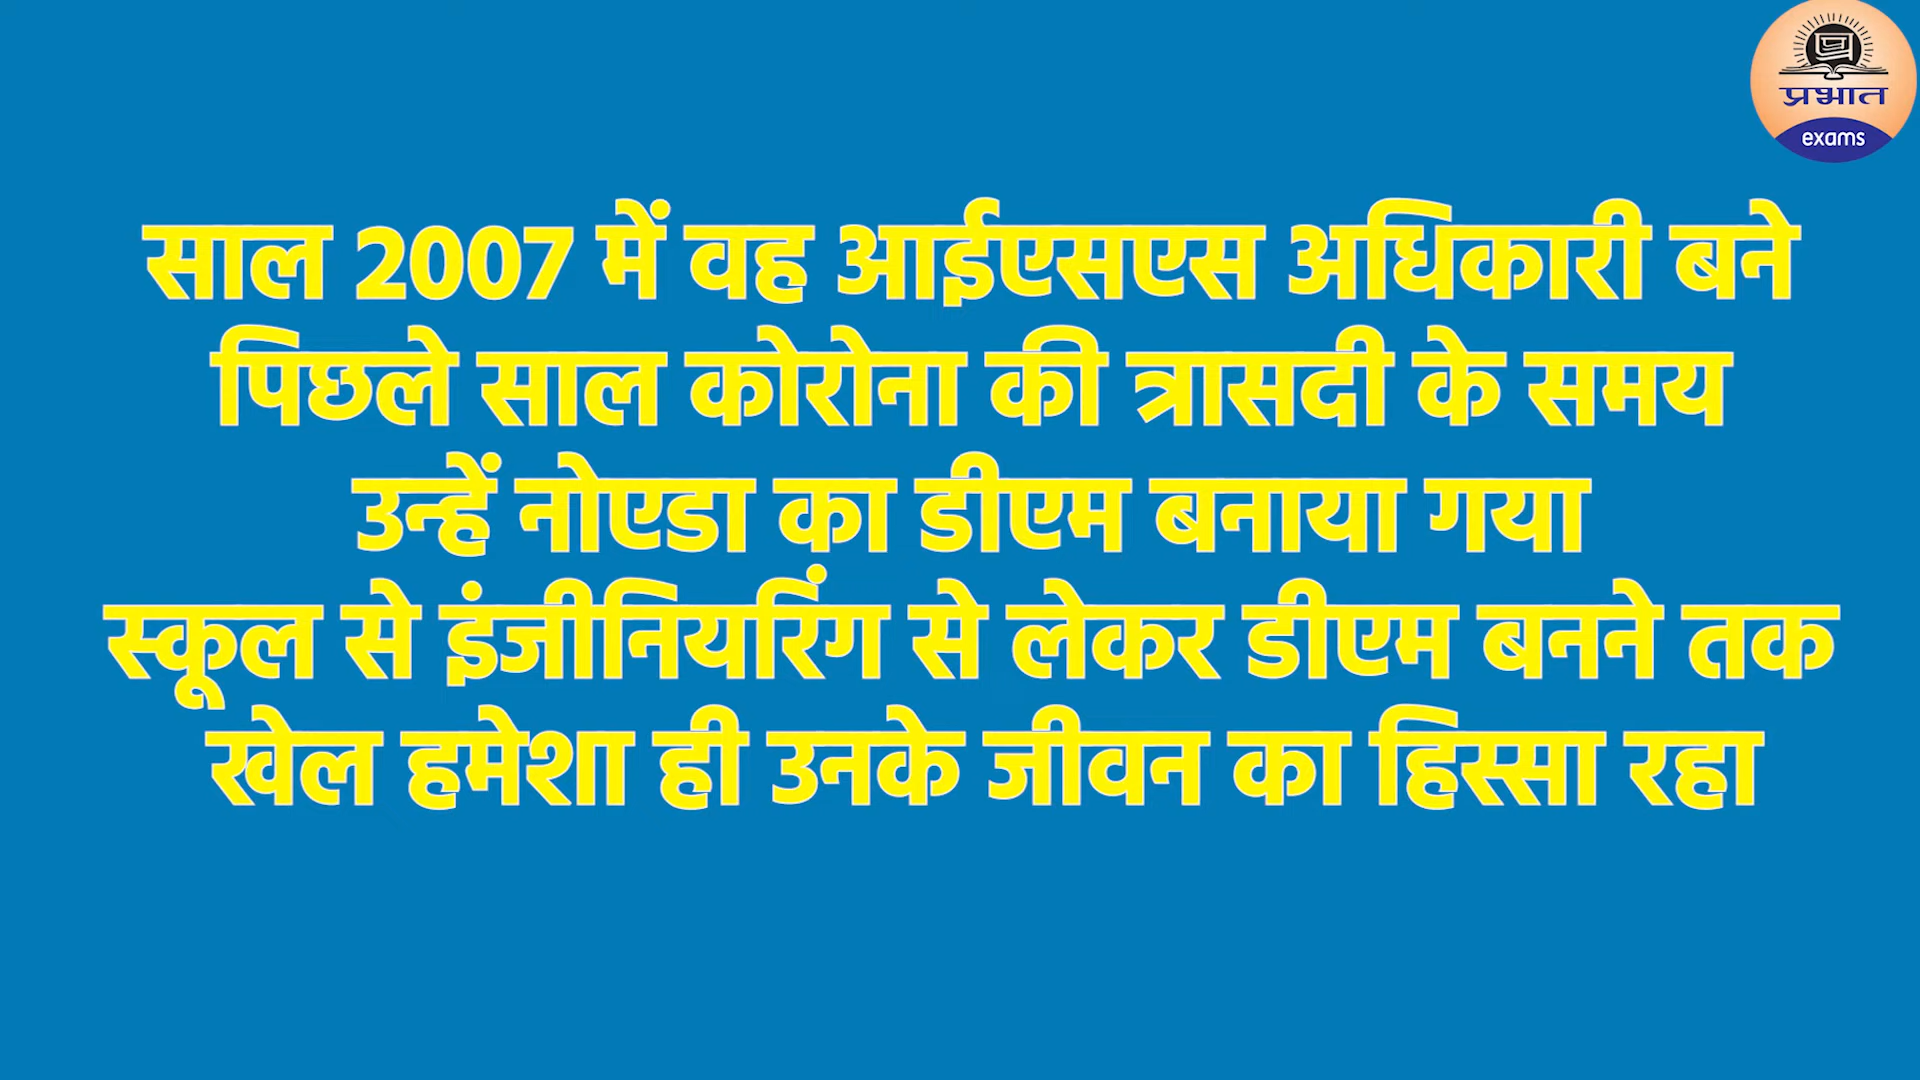 प्रभात
exams
साल 2007 में वह आईएसएस अधिकारी बने
पिछले साल कोरोना की त्रासदी के समय
उन्हें नोएडा का डीएम बनाया गया
स्कूल से इंजीनियरिंग से लेकर डीएम बनने तक
खेल हमेशा ही उनके जीवन का हिस्सा रहा